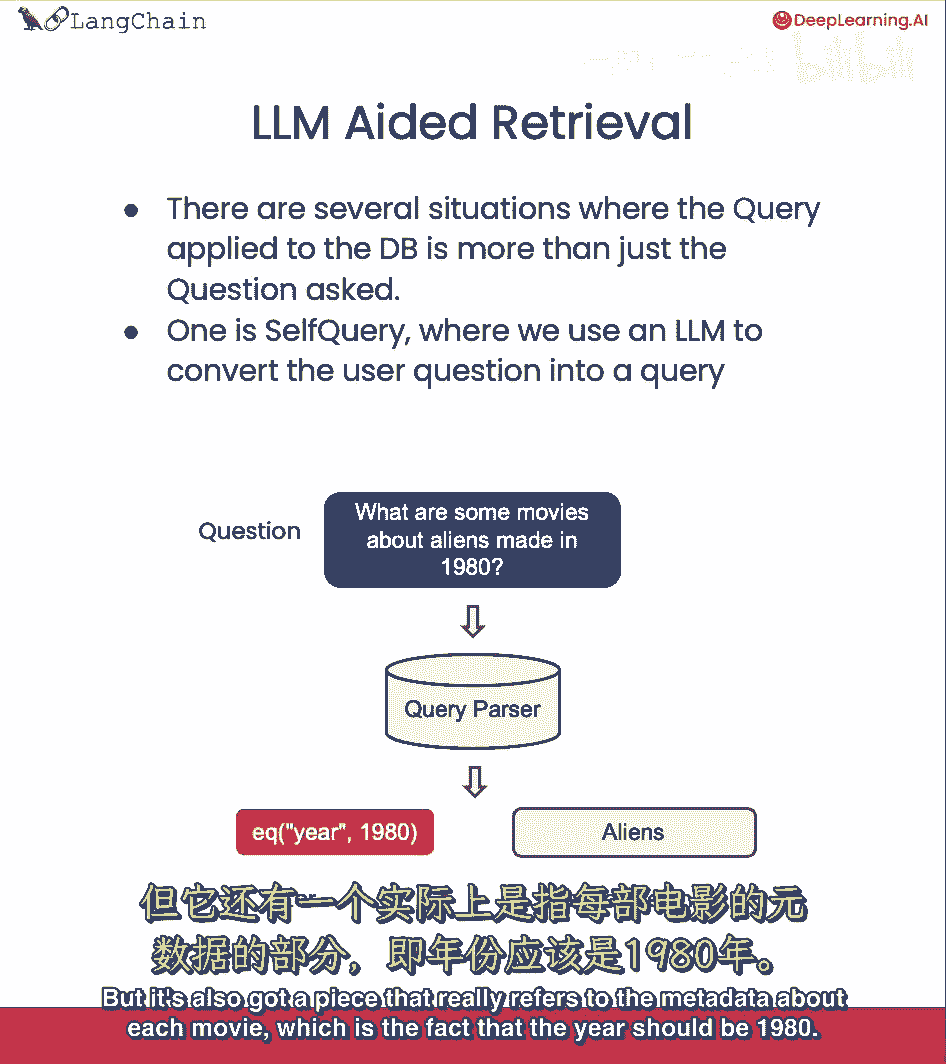 LangChain
DeepLearning.AI
LLM Aided Retrieval
● There are several situations where the Query
applied to the DB is more than just the
Question asked.
● One is SelfQuery, where we use an LLM to
convert the user question into a query
Question
What are some movies
about aliens made in
1980?
Query Parser
eq("year", 1980)
Aliens
但它还有一个实际上是指每部电影的元
数据的部分，即年份应该是1980年。
But it's also got a piece that really refers to the metadata about
each movie, which is the fact that the year should be 1980.